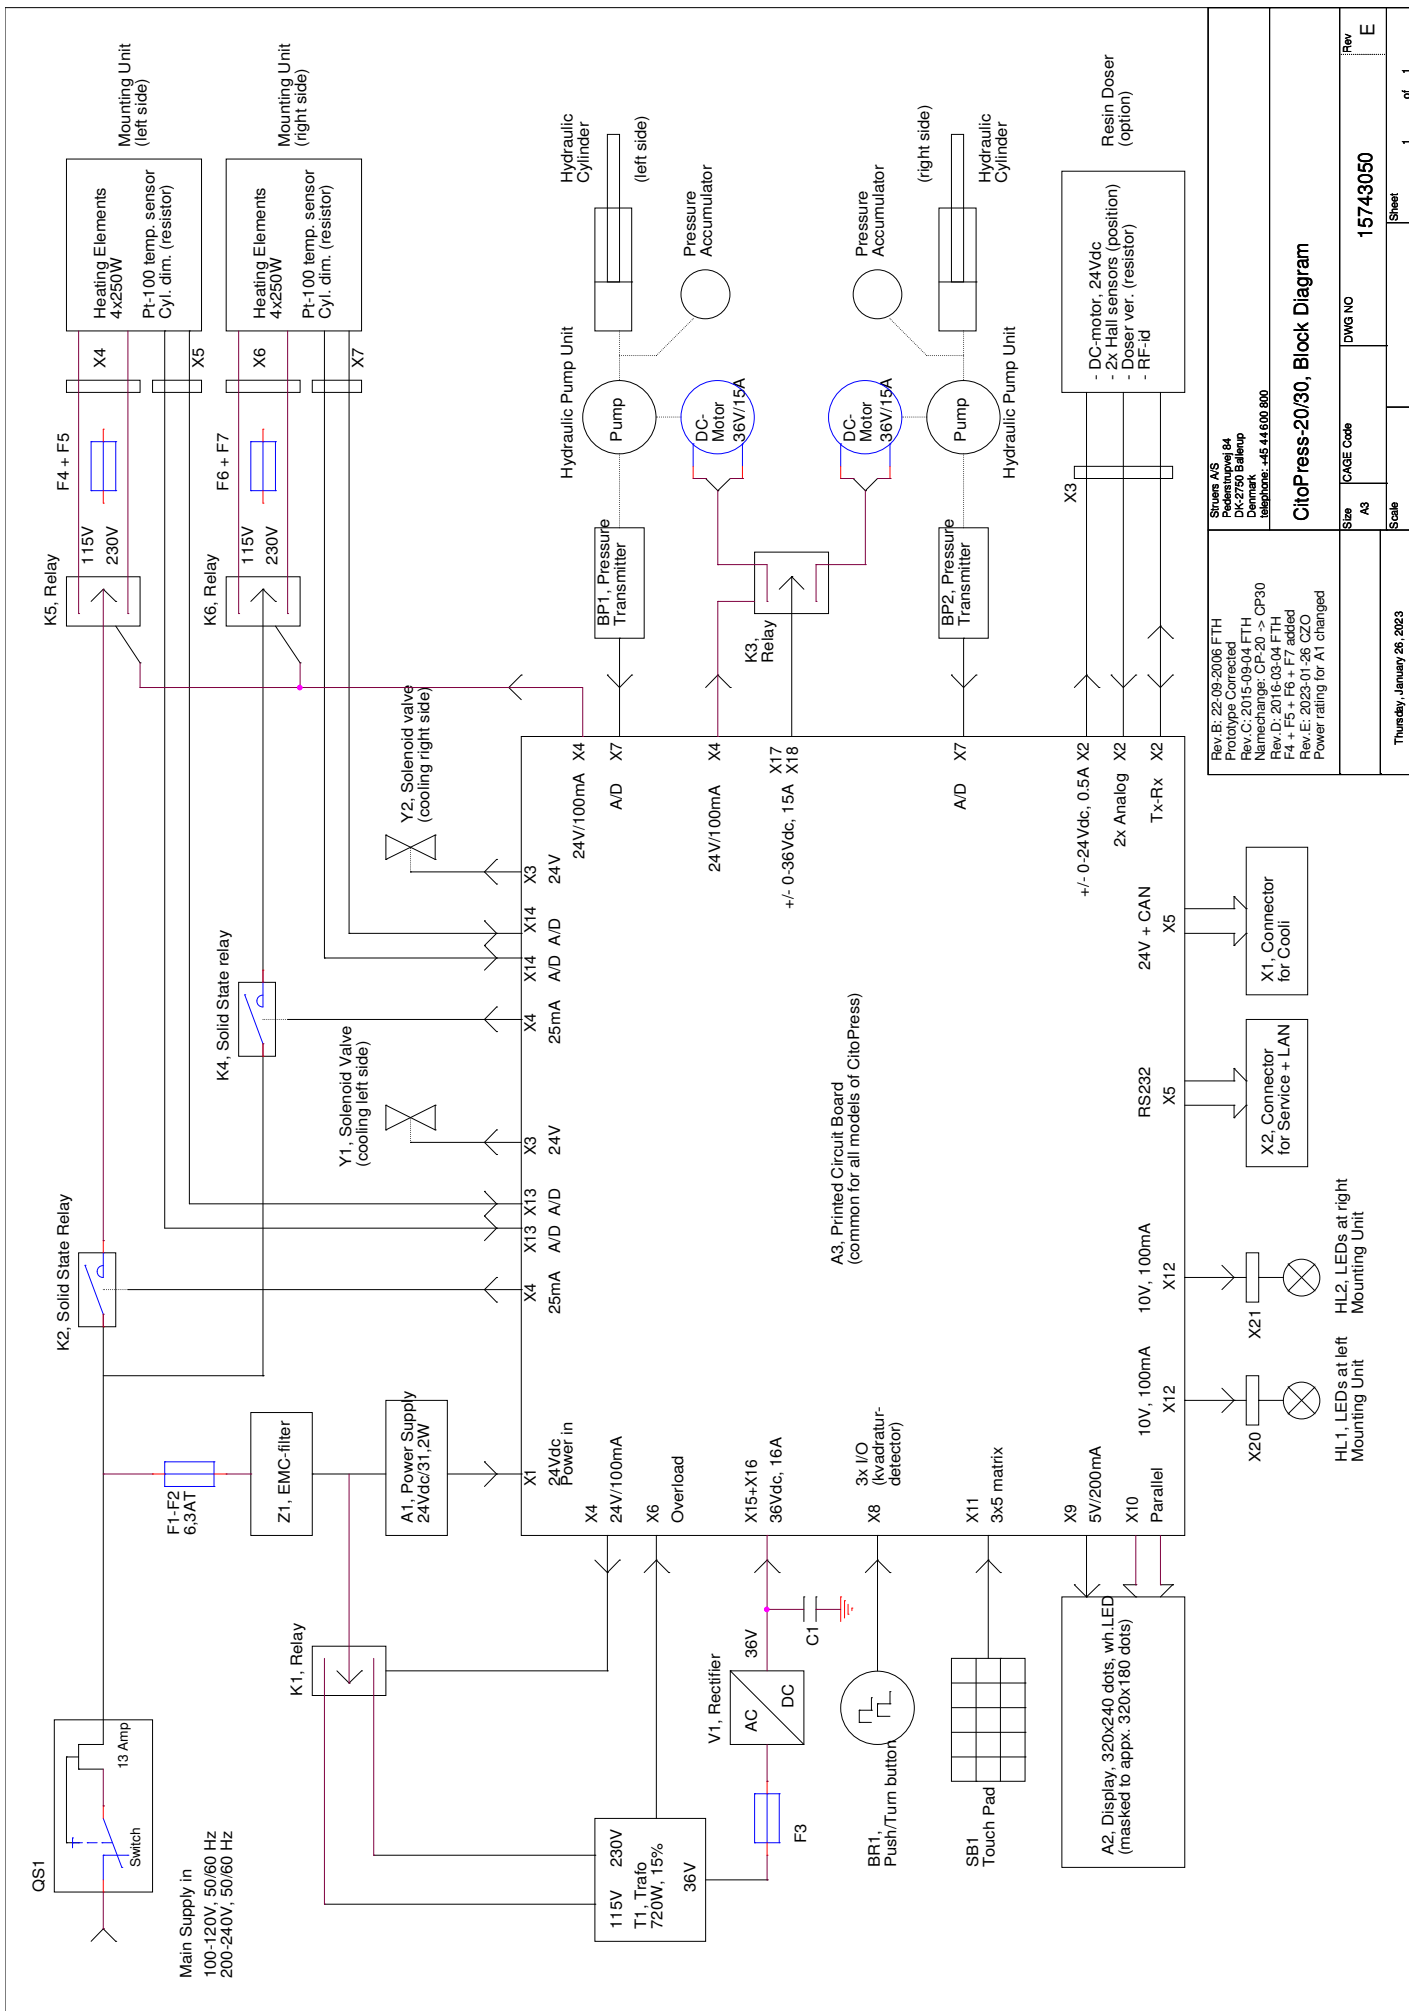 QS1
Switch
13 Amp
Main Supply in
100-120V, 50/60 Hz
200-240V, 50/60 Hz
K2, Solid State Relay
K5, Relay
115V
230V
F4 + F5
X4
X5
Heating Elements
4x250W
Pt-100 temp. sensor
Cyl. dim. (resistor)
Mounting Unit
(left side)
K4, Solid State relay
K6, Relay
115V
230V
F6 + F7
X6
X7
Heating Elements
4x250W
Pt-100 temp. sensor
Cyl. dim. (resistor)
Mounting Unit
(right side)
F1-F2
6,3AT
Z1, EMC-filter
A1, Power Supply
24Vdc/31,2W
K1, Relay
Y1, Solenoid Valve
(cooling left side)
Y2, Solenoid valve
(cooling right side)
X1
24Vdc
Power in
X4
25mA
X13
A/D
X13
A/D
X3
24V
X4
25mA
X14
A/D
X14
A/D
X3
24V
115V
230V
T1, Trafo
720W, 15%
36V
F3
V1, Rectifier
AC
DC
36V
C1
BR1,
Push/Turn button
SB1
Touch Pad
A2, Display, 320x240 dots, wh.LED
(masked to appx. 320x180 dots)
X4
24V/100mA
X6
Overload
X15+X16
36Vdc, 16A
3x I/O
(kvadratur-
detector)
X8
X11
3x5 matrix
X9
5V/200mA
X10
Parallel
A3, Printed Circuit Board
(common for all models of CitoPress)
24V/100mA
X4
A/D
X7
24V/100mA
X4
X17
X18
+/- 0-36Vdc, 15A
A/D
X7
+/- 0-24Vdc, 0.5A
X2
2x Analog
X2
Tx-Rx
X2
BP1, Pressure
Transmitter
Pump
Hydraulic Pump Unit
Hydraulic
Cylinder
(left side)
Pressure
Accumulator
DC-
Motor
36V/15A
K3,
Relay
DC-
Motor
36V/15A
Pressure
Accumulator
BP2, Pressure
Transmitter
Pump
Hydraulic Pump Unit
(right side)
Hydraulic
Cylinder
X3
- DC-motor, 24Vdc
- 2x Hall sensors (position)
- Doser ver. (resistor)
- RF-id
Resin Doser
(option)
10V, 100mA
X12
X20
HL1, LEDs at left
Mounting Unit
10V, 100mA
X12
X21
HL2, LEDs at right
Mounting Unit
RS232
X5
X2, Connector
for Service + LAN
24V + CAN
X5
X1, Connector
for Cooli
Rev.B: 22-09-2006 FTH
Prototype Corrected
Rev.C: 2015-09-04 FTH
Namechange: CP-20 -> CP30
Rev.D: 2016-03-04 FTH
F4 + F5 + F6 + F7 added
Rev.E: 2023-01-26 CZO
Power rating for A1 changed
Thursday, January 26, 2023
Struers A/S
Pederstrupvej 84
DK-2750 Ballerup
Denmark
telephone: +45 44 600 800
CitoPress-20/30, Block Diagram
Size
A3
CAGE Code
DWG NO
15743050
Rev
E
Scale
Sheet
1 of 1